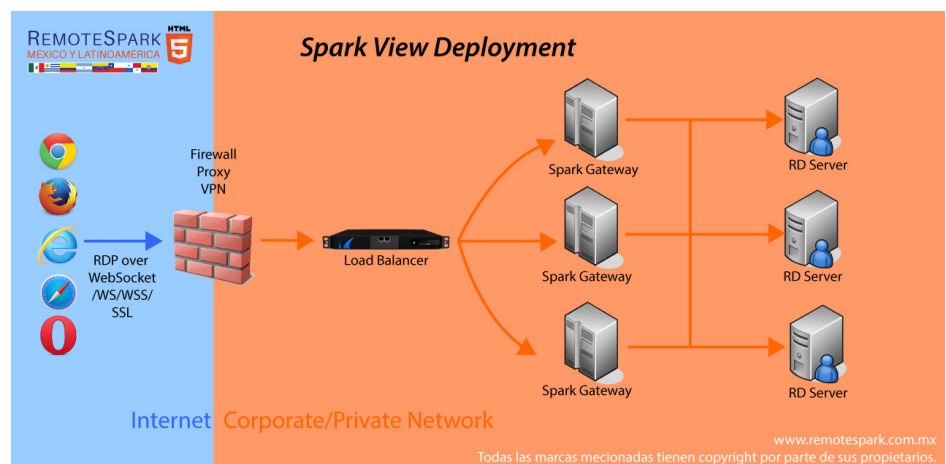 REMOTESPARK
MEXICO Y LATINOAMERICA
HTML
5
Spark View Deployment
Firewall
Proxy
VPN
RDP over
WebSocket
/WS/WSS/
SSL
Load Balancer
Spark Gateway
RD Server
Spark Gateway
RD Server
Spark Gateway
RD Server
Internet
Corporate/Private Network
www.remotespark.com.mx
Todas las marcas mecionadas tienen copyright por parte de sus propietarios.